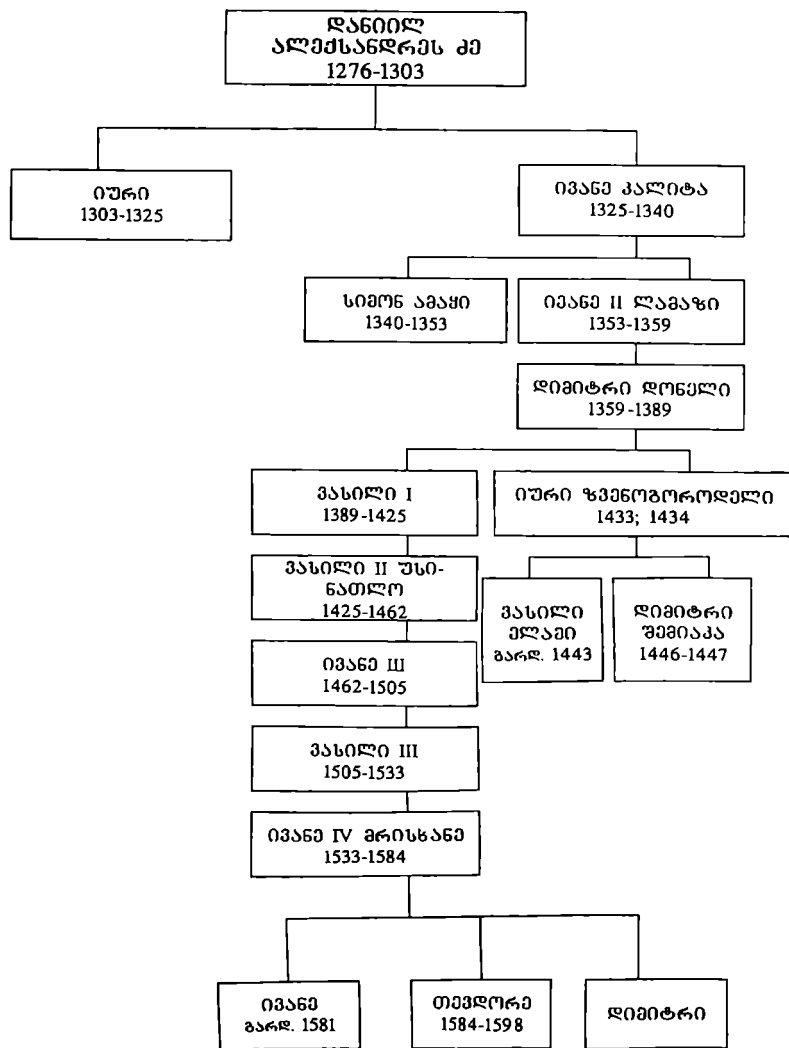 დანიილ
ალექსანდრეს ძე
1276-1303
იური
1303-1325
ივანე კალიტა
1325-1340
სიმონ ამაყი
1340-1353
ივანე II ლამაზი
1353-1359
დიმიტრი დონელი
1359-1389
ვასილი I
1389-1425
იური ზვენოგოროდელი
1433; 1434
ვასილი II უსი-
ნათლო
1425-1462
ვასილი
ელამი
გარდ. 1443
დიმიტრი
შემიაკა
1446-1447
ივანე III
1462-1505
ვასილი III
1505-1533
ივანე IV მრისხანე
1533-1584
ივანე
გარდ. 1581
თევდორე
1584-1598
დიმიტრი